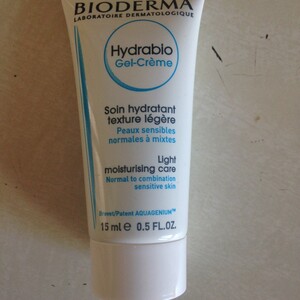 BIODERMA
LABORATOIRE DERMATOLOGIQUE
Hydrabio
Gel-Crème
Soin hydratant
texture légère
Peaux sensibles
normales à mixtes
Light
moisturising care
Normal to combination
sensitive skin
Brevet/Patent AQUAGENIUM™
15 ml e 0.5 FL.OZ.